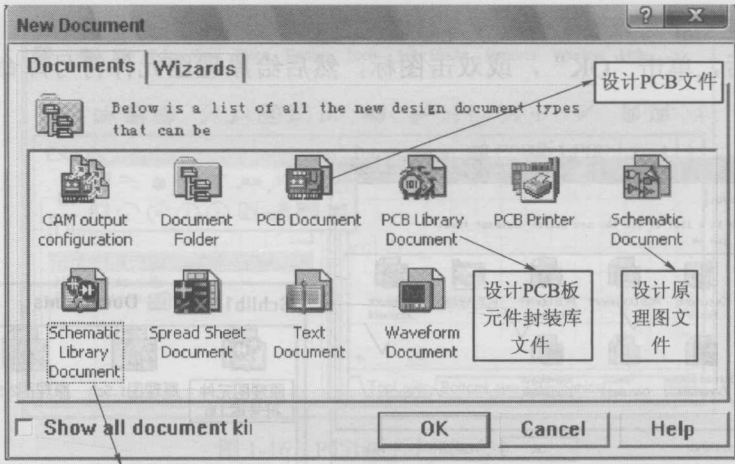 New Document
Documents Wizards
设计PCB文件
Below is a list of all the new design document types
that can be
CAM output
configuration
Document
Folder
PCB Document
PCB Library
Document
PCB Printer
Schematic
Document
Schematic
Library
Document
Spread Sheet
Document
Text
Document
Waveform
Document
设计PCB板
元件封装库
文件
设计原
理图文
件
Show all document kin
OK Cancel Help